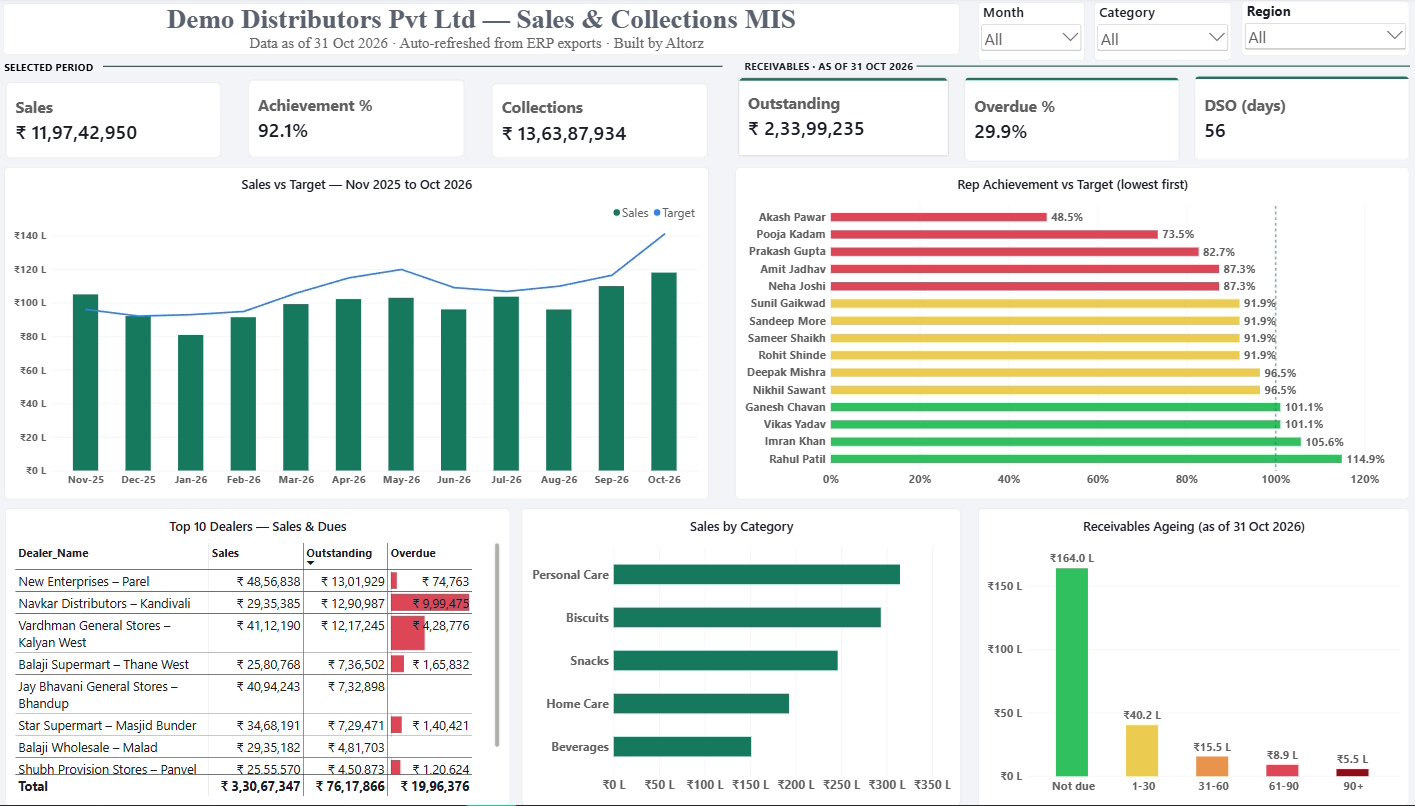 Demo Distributors Pvt Ltd — Sales & Collections MIS
Data as of 31 Oct 2026 · Auto-refreshed from ERP exports · Built by Altorz
Month
All
Category
All
Region
All
SELECTED PERIOD
RECEIVABLES · AS OF 31 OCT 2026
Sales
₹ 11,97,42,950
Achievement %
92.1%
Collections
₹ 13,63,87,934
Outstanding
₹ 2,33,99,235
Overdue %
29.9%
DSO (days)
56
Sales vs Target — Nov 2025 to Oct 2026
Sales Target
₹140 L
₹120 L
₹100 L
₹80 L
₹60 L
₹40 L
₹20 L
₹0 L
Nov-25 Dec-25 Jan-26 Feb-26 Mar-26 Apr-26 May-26 Jun-26 Jul-26 Aug-26 Sep-26 Oct-26
Rep Achievement vs Target (lowest first)
Akash Pawar 48.5%
Pooja Kadam 73.5%
Prakash Gupta 82.7%
Amit Jadhav 87.3%
Neha Joshi 87.3%
Sunil Gaikwad 91.9%
Sandeep More 91.9%
Sameer Shaikh 91.9%
Rohit Shinde 91.9%
Deepak Mishra 96.5%
Nikhil Sawant 96.5%
Ganesh Chavan 101.1%
Vikas Yadav 101.1%
Imran Khan 105.6%
Rahul Patil 114.9%
0% 20% 40% 60% 80% 100% 120%
Top 10 Dealers — Sales & Dues
Dealer_Name Sales Outstanding Overdue
New Enterprises – Parel ₹ 48,56,838 ₹ 13,01,929 ₹ 74,763
Navkar Distributors – Kandivali ₹ 29,35,385 ₹ 12,90,987 ₹ 9,99,475
Vardhman General Stores – ₹ 41,12,190 ₹ 12,17,245 ₹ 4,28,776
Kalyan West
Balaji Supermart – Thane West ₹ 25,80,768 ₹ 7,36,502 ₹ 1,65,832
Jay Bhavani General Stores – ₹ 40,94,243 ₹ 7,32,898
Bhandup
Star Supermart – Masjid Bunder ₹ 34,68,191 ₹ 7,29,471 ₹ 1,40,421
Balaji Wholesale – Malad ₹ 29,35,182 ₹ 4,81,703
Shubh Provision Stores – Panvel ₹ 25,55,570 ₹ 4,50,873 ₹ 1,20,624
Total ₹ 3,30,67,347 ₹ 76,17,866 ₹ 19,96,376
Sales by Category
Personal Care
Biscuits
Snacks
Home Care
Beverages
₹0 L ₹50 L ₹100 L ₹150 L ₹200 L ₹250 L ₹300 L ₹350 L
Receivables Ageing (as of 31 Oct 2026)
₹150 L
₹100 L
₹50 L
₹0 L
₹164.0 L
₹40.2 L
₹15.5 L
₹8.9 L
₹5.5 L
Not due 1-30 31-60 61-90 90+